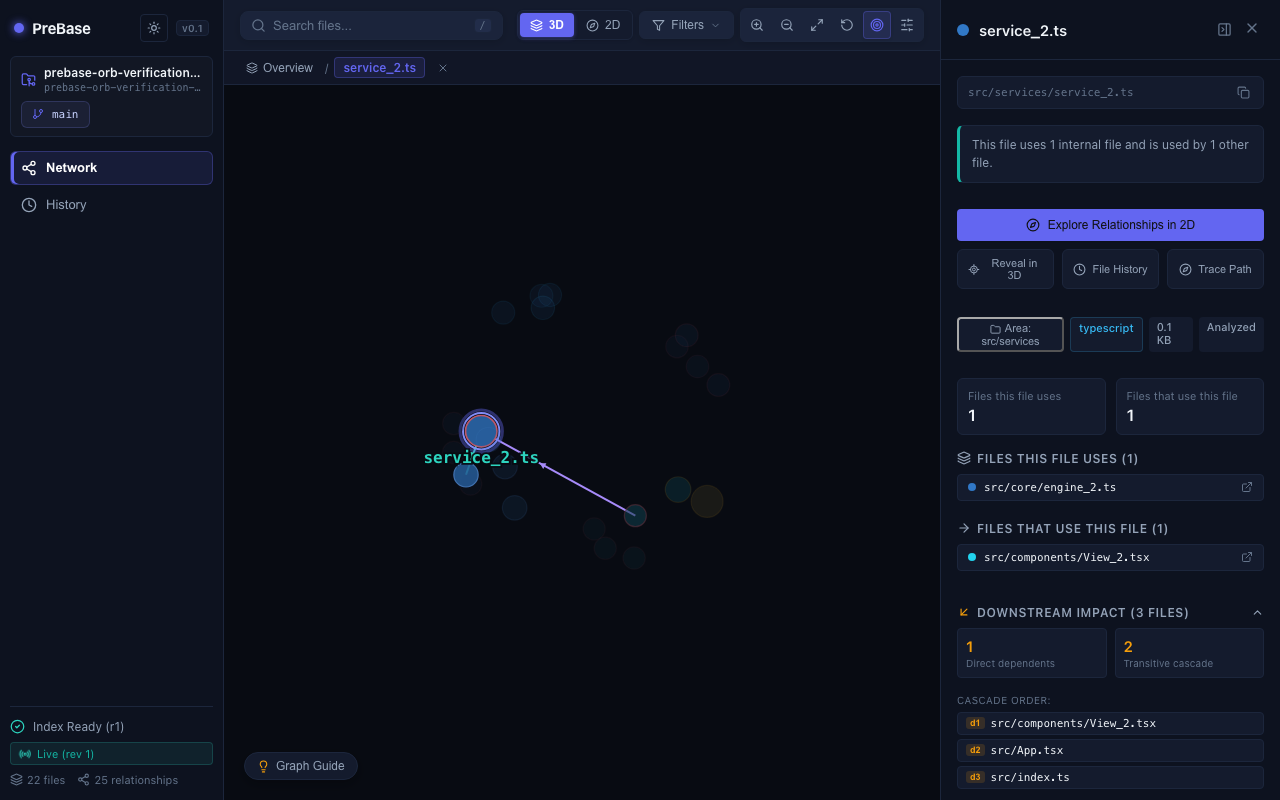 PreBase
v0.1
prebase-orb-verification...
prebase-orb-verification-...
main
Network
History
Index Ready (r1)
Live (rev 1)
22 files
25 relationships
Search files...
/
3D
2D
Filters
Overview
/
service_2.ts
service_2.ts
Graph Guide
service_2.ts
src/services/service_2.ts
This file uses 1 internal file and is used by 1 other
file.
Explore Relationships in 2D
Reveal in
3D
File History
Trace Path
Area:
src/services
typescript
0.1
KB
Analyzed
Files this file uses
1
Files that use this file
1
FILES THIS FILE USES (1)
src/core/engine_2.ts
FILES THAT USE THIS FILE (1)
src/components/View_2.tsx
DOWNSTREAM IMPACT (3 FILES)
1
Direct dependents
2
Transitive cascade
CASCADE ORDER:
d1 src/components/View_2.tsx
d2 src/App.tsx
d3 src/index.ts